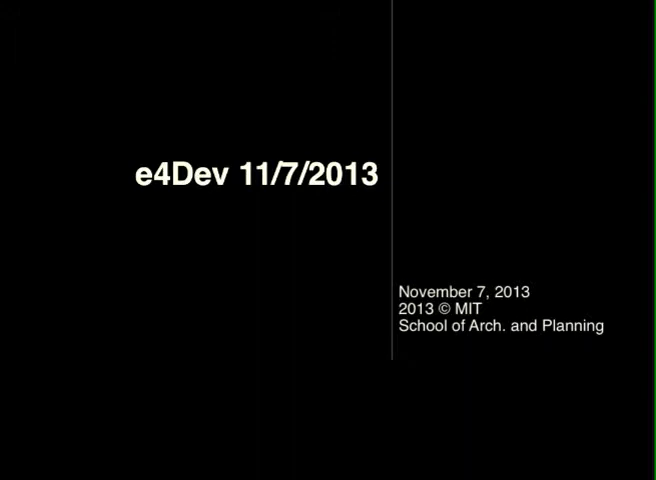 e4Dev 11/7/2013
November 7, 2013
2013 © MIT
School of Arch. and Planning